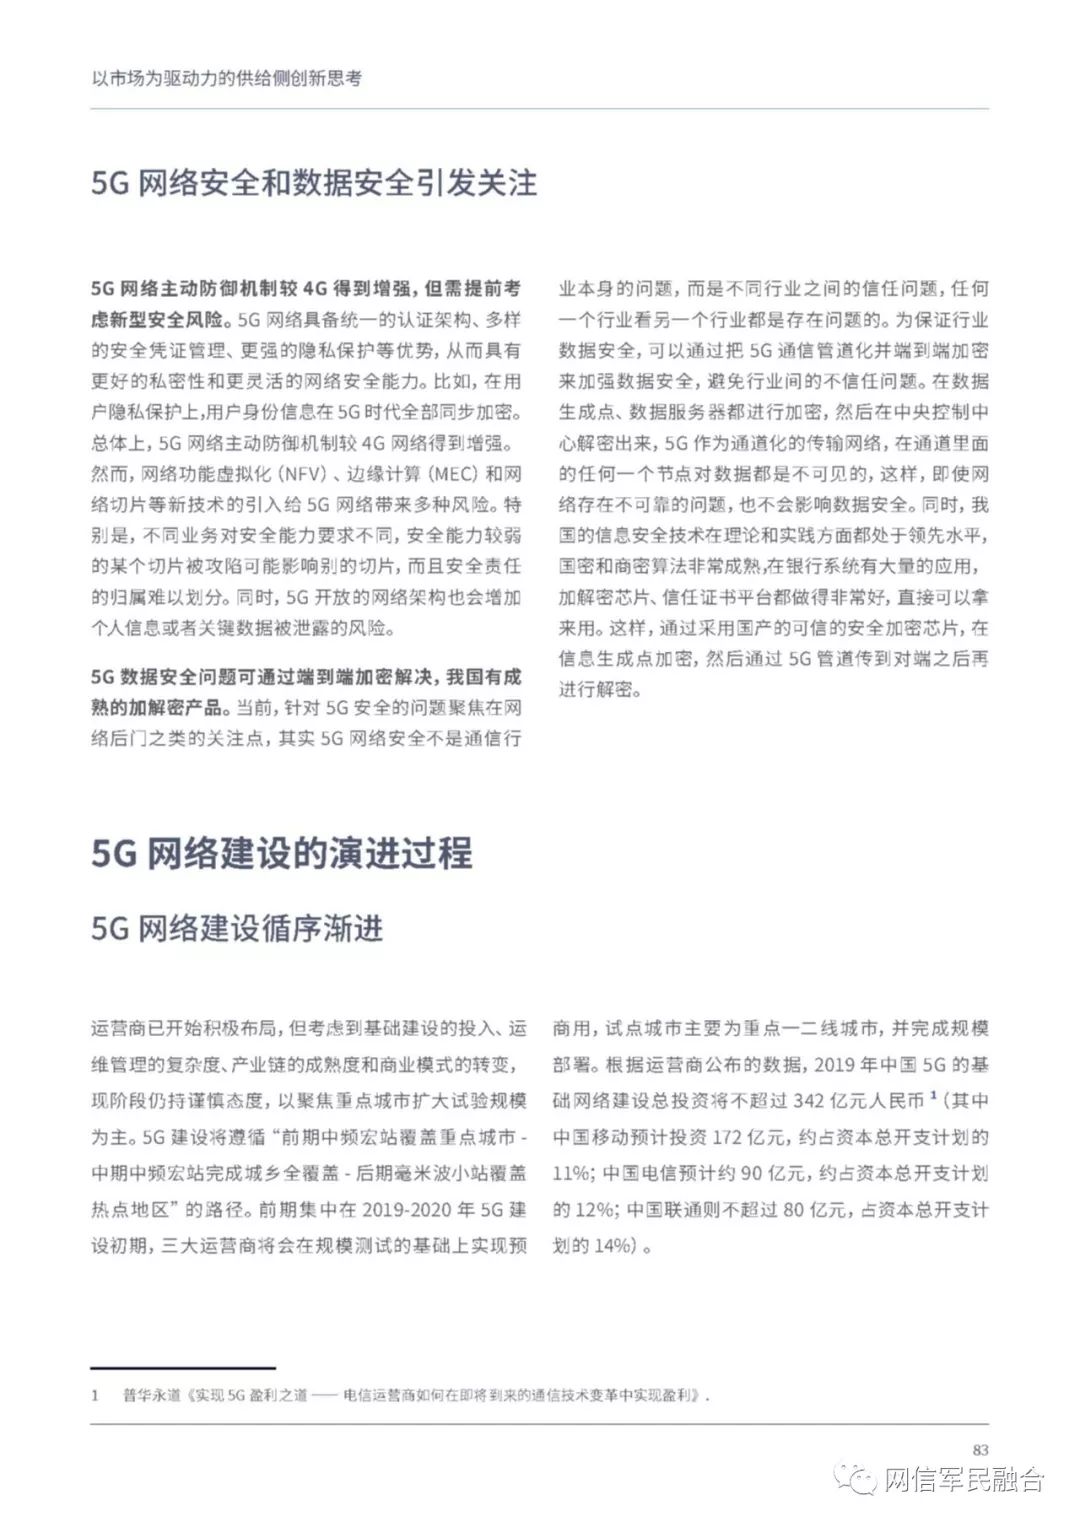 以市场为驱动力的供给侧创新思考
5G 网络安全和数据安全引发关注
5G 网络主动防御机制较 4G 得到增强，但需提前考
虑新型安全风险。5G 网络具备统一的认证架构、多样
的安全凭证管理、更强的隐私保护等优势，从而具有
更好的私密性和更灵活的网络安全能力。比如，在用
户隐私保护上,用户身份信息在 5G 时代全部同步加密。
总体上，5G 网络主动防御机制较 4G 网络得到增强。
然而，网络功能虚拟化（NFV）、边缘计算（MEC）和网
络切片等新技术的引入给 5G 网络带来多种风险。特
别是，不同业务对安全能力要求不同，安全能力较弱
的某个切片被攻陷可能影响别的切片，而且安全责任
的归属难以划分。同时，5G 开放的网络架构也会增加
个人信息或者关键数据被泄露的风险。
5G 数据安全问题可通过端到端加密解决，我国有成
熟的加解密产品。当前，针对 5G 安全的问题聚焦在网
络后门之类的关注点，其实 5G 网络安全不是通信行
业本身的问题，而是不同行业之间的信任问题，任何
一个行业看另一个行业都是存在问题的。为保证行业
数据安全，可以通过把 5G 通信管道化并端到端加密
来加强数据安全，避免行业间的不信任问题。在数据
生成点、数据服务器都进行加密，然后在中央控制中
心解密出来，5G 作为通道化的传输网络，在通道里面
的任何一个节点对数据都是不可见的，这样，即使网
络存在不可靠的问题，也不会影响数据安全。同时，我
国的信息安全技术在理论和实践方面都处于领先水平，
国密和商密算法非常成熟,在银行系统有大量的应用，
加解密芯片、信任证书平台都做得非常好，直接可以拿
来用。这样，通过采用国产的可信的安全加密芯片，在
信息生成点加密，然后通过 5G 管道传到对端之后再
进行解密。
5G 网络建设的演进过程
5G 网络建设循序渐进
运营商已开始积极布局，但考虑到基础建设的投入、运
维管理的复杂度、产业链的成熟度和商业模式的转变，
现阶段仍持谨慎态度，以聚焦重点城市扩大试验规模
为主。5G 建设将遵循“前期中频宏站覆盖重点城市 -
中期中频宏站完成城乡全覆盖 - 后期毫米波小站覆盖
热点地区”的路径。前期集中在 2019-2020 年 5G 建
设初期，三大运营商将会在规模测试的基础上实现预
商用，试点城市主要为重点一二线城市，并完成规模
部署。根据运营商公布的数据，2019 年中国 5G 的基
础网络建设总投资将不超过 342 亿元人民币 1（其中
中国移动预计投资 172 亿元，约占资本总开支计划的
11%；中国电信预计约 90 亿元，约占资本总开支计划
的 12%；中国联通则不超过 80 亿元，占资本总开支计
划的 14%）。
1 普华永道《实现 5G 盈利之道 —— 电信运营商如何在即将到来的通信技术变革中实现盈利》.
83
网信军民融合